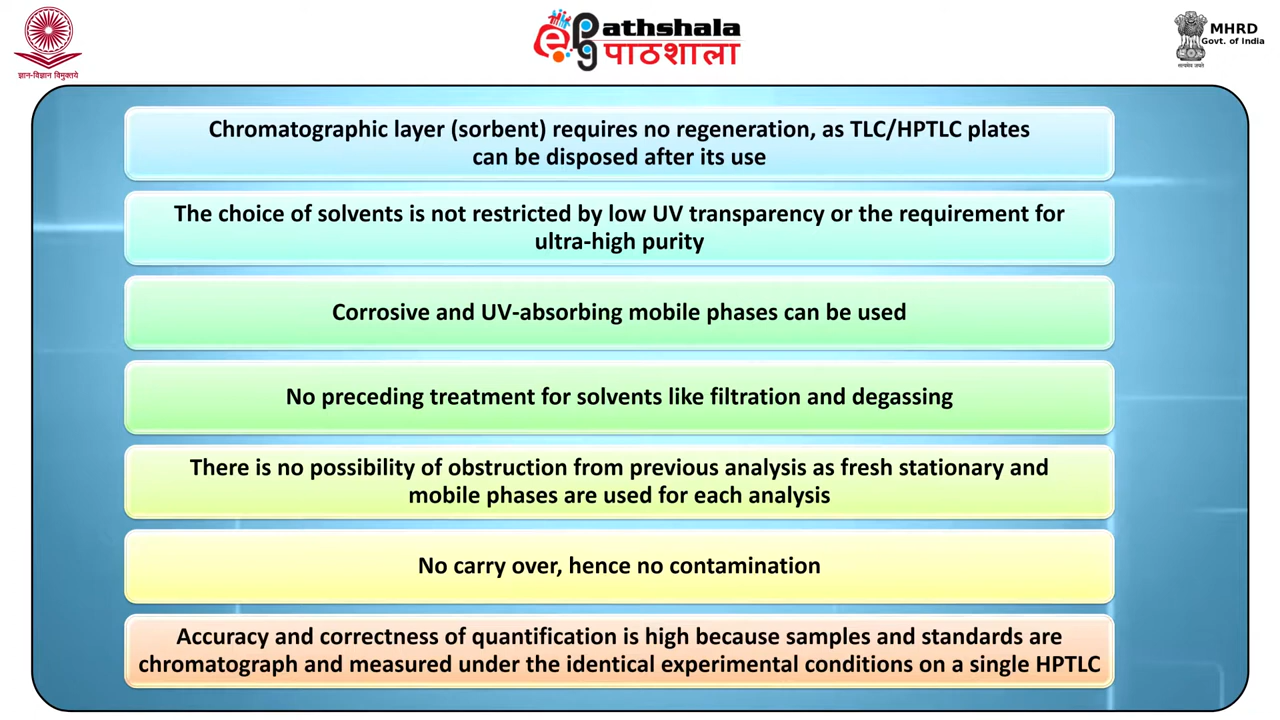 ज्ञान-विज्ञान विमुक्तये
e pg athshala
पाठशाला
MHRD
Govt. of India
सत्यमेव जयते
Chromatographic layer (sorbent) requires no regeneration, as TLC/HPTLC plates
can be disposed after its use
The choice of solvents is not restricted by low UV transparency or the requirement for
ultra-high purity
Corrosive and UV-absorbing mobile phases can be used
No preceding treatment for solvents like filtration and degassing
There is no possibility of obstruction from previous analysis as fresh stationary and
mobile phases are used for each analysis
No carry over, hence no contamination
Accuracy and correctness of quantification is high because samples and standards are
chromatograph and measured under the identical experimental conditions on a single HPTLC